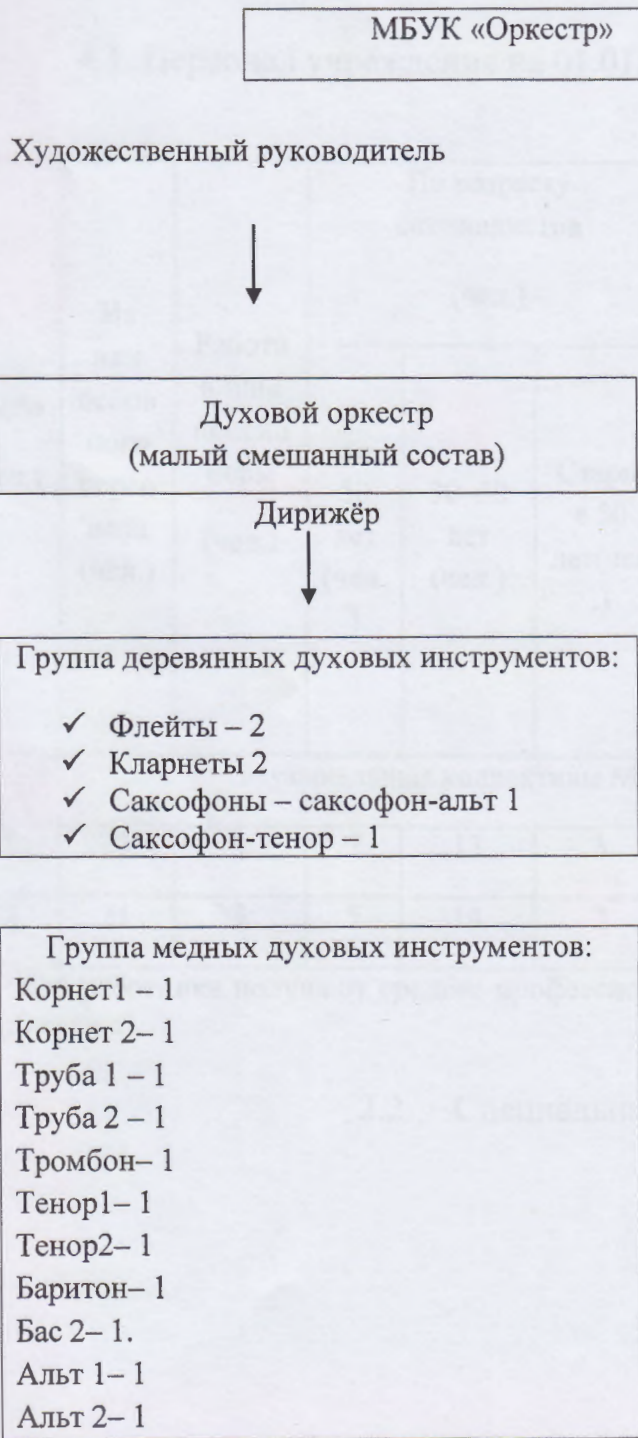 МБУК «Оркестр»
Художественный руководитель
Духовой оркестр
(малый смешанный состав)
Дирижёр
Группа деревянных духовых инструментов:
✓ Флейты – 2
✓ Кларнеты 2
✓ Саксофоны – саксофон-альт 1
✓ Саксофон-тенор – 1
Группа медных духовых инструментов:
Корнет1 – 1
Корнет 2– 1
Труба 1 – 1
Труба 2 – 1
Тромбон– 1
Тенор1– 1
Тенор2– 1
Баритон– 1
Бас 2– 1.
Альт 1– 1
Альт 2– 1